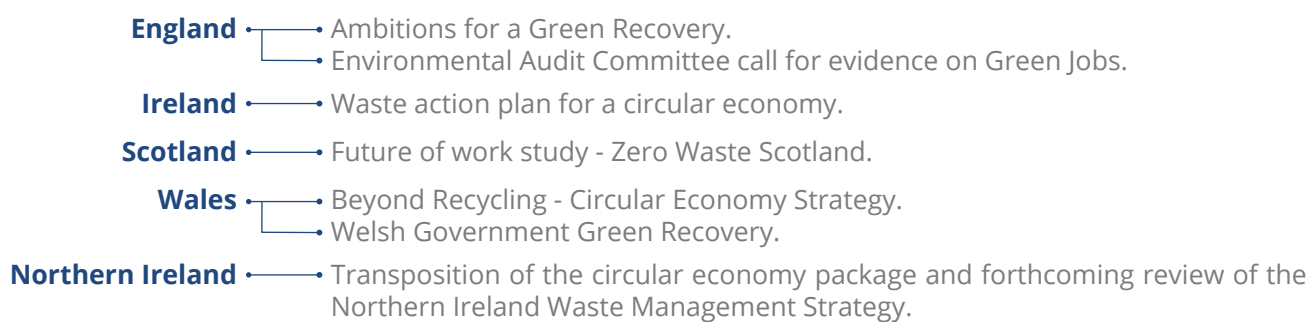 England Ambitions for a Green Recovery.
Environmental Audit Committee call for evidence on Green Jobs.
Ireland Waste action plan for a circular economy.
Scotland Future of work study - Zero Waste Scotland.
Wales Beyond Recycling - Circular Economy Strategy.
Welsh Government Green Recovery.
Northern Ireland Transposition of the circular economy package and forthcoming review of the
Northern Ireland Waste Management Strategy.